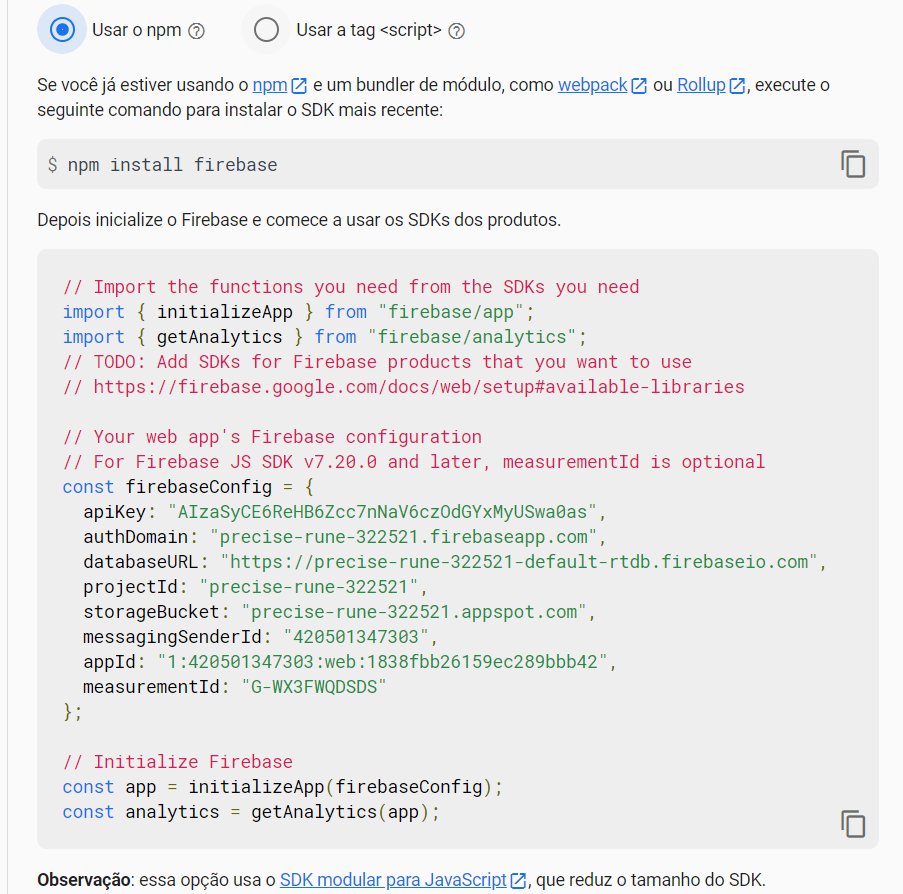 Usar o npm Usar a tag <script>
Se você já estiver usando o npm e um bundler de módulo, como webpack ou Rollup, execute o
seguinte comando para instalar o SDK mais recente:
$ npm install firebase
Depois inicialize o Firebase e comece a usar os SDKs dos produtos.
// Import the functions you need from the SDKs you need
import { initializeApp } from "firebase/app";
import { getAnalytics } from "firebase/analytics";
// TODO: Add SDKs for Firebase products that you want to use
// https://firebase.google.com/docs/web/setup#available-libraries
// Your web app's Firebase configuration
// For Firebase JS SDK v7.20.0 and later, measurementId is optional
const firebaseConfig = {
apiKey: "AIzaSyCE6ReHB6Zcc7nNaV6czOdGYxMyUSwa0as",
authDomain: "precise-rune-322521.firebaseapp.com",
databaseURL: "https://precise-rune-322521-default-rtdb.firebaseio.com",
projectId: "precise-rune-322521",
storageBucket: "precise-rune-322521.appspot.com",
messagingSenderId: "420501347303",
appId: "1:420501347303:web:1838fbb26159ec289bbb42",
measurementId: "G-WX3FWQDSDS"
};
// Initialize Firebase
const app = initializeApp(firebaseConfig);
const analytics = getAnalytics(app);
Observação: essa opção usa o SDK modular para JavaScript, que reduz o tamanho do SDK.